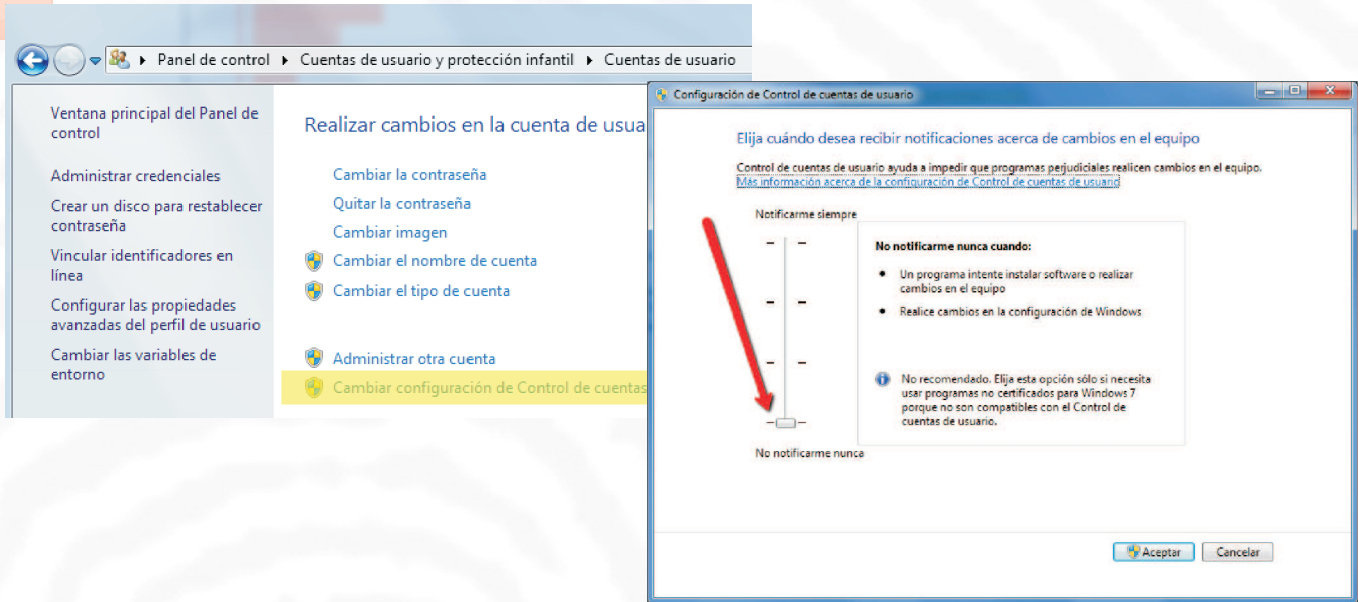 Panel de control ▸ Cuentas de usuario y protección infantil ▸ Cuentas de usuario
Ventana principal del Panel de
control
Administrar credenciales
Crear un disco para restablecer
contraseña
Vincular identificadores en
línea
Configurar las propiedades
avanzadas del perfil de usuario
Cambiar las variables de
entorno
Realizar cambios en la cuenta de usua
Cambiar la contraseña
Quitar la contraseña
Cambiar imagen
Cambiar el nombre de cuenta
Cambiar el tipo de cuenta
Administrar otra cuenta
Cambiar configuración de Control de cuentas
Configuración de Control de cuentas de usuario
Elija cuándo desea recibir notificaciones acerca de cambios en el equipo
Control de cuentas de usuario ayuda a impedir que programas perjudiciales realicen cambios en el equipo.
Más información acerca de la configuración de Control de cuentas de usuario
Notificarme siempre
No notificarme nunca cuando:
• Un programa intente instalar software o realizar
cambios en el equipo
• Realice cambios en la configuración de Windows
No recomendado. Elija esta opción sólo si necesita
usar programas no certificados para Windows 7
porque no son compatibles con el Control de
cuentas de usuario.
No notificarme nunca
Aceptar
Cancelar